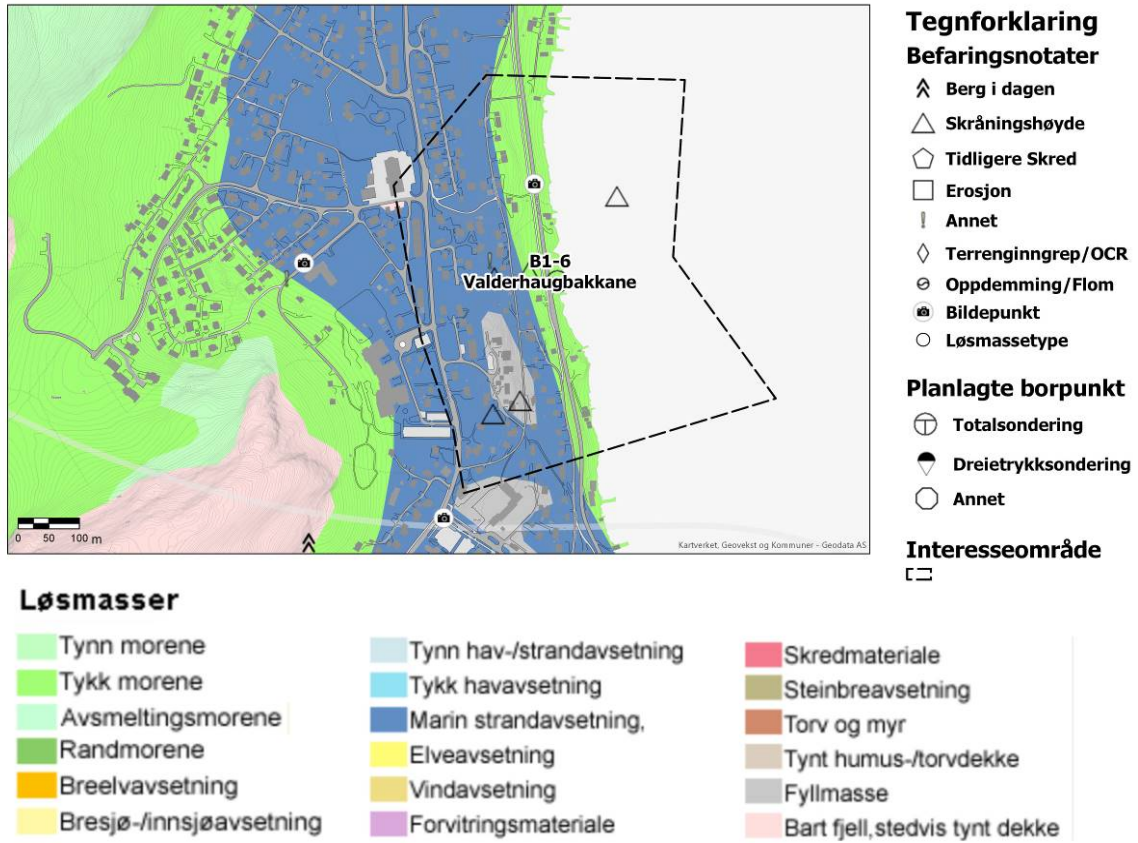 B1-6
Valderhaugbakkane
0 50 100 m
Kartverket, Geovekst og Kommuner - Geodata AS
Tegnforklaring
Befaringsnotater
Berg i dagen
Skråningshøyde
Tidligere Skred
Erosjon
Annet
Terrenginngrep/OCR
Oppdemming/Flom
Bildepunkt
Løsmassetype
Planlagte borpunkt
Totalsondering
Dreietrykksondering
Annet
Interesseområde
Løsmasser
Tynn morene
Tykk morene
Avsmeltingsmorene
Randmorene
Breelvavsetning
Bresjø-/innsjøavsetning
Tynn hav-/strandavsetning
Tykk havavsetning
Marin strandavsetning,
Elveavsetning
Vindavsetning
Forvitringsmateriale
Skredmateriale
Steinbreavsetning
Torv og myr
Tynt humus-/torvdekke
Fyllmasse
Bart fjell,stedvis tynt dekke